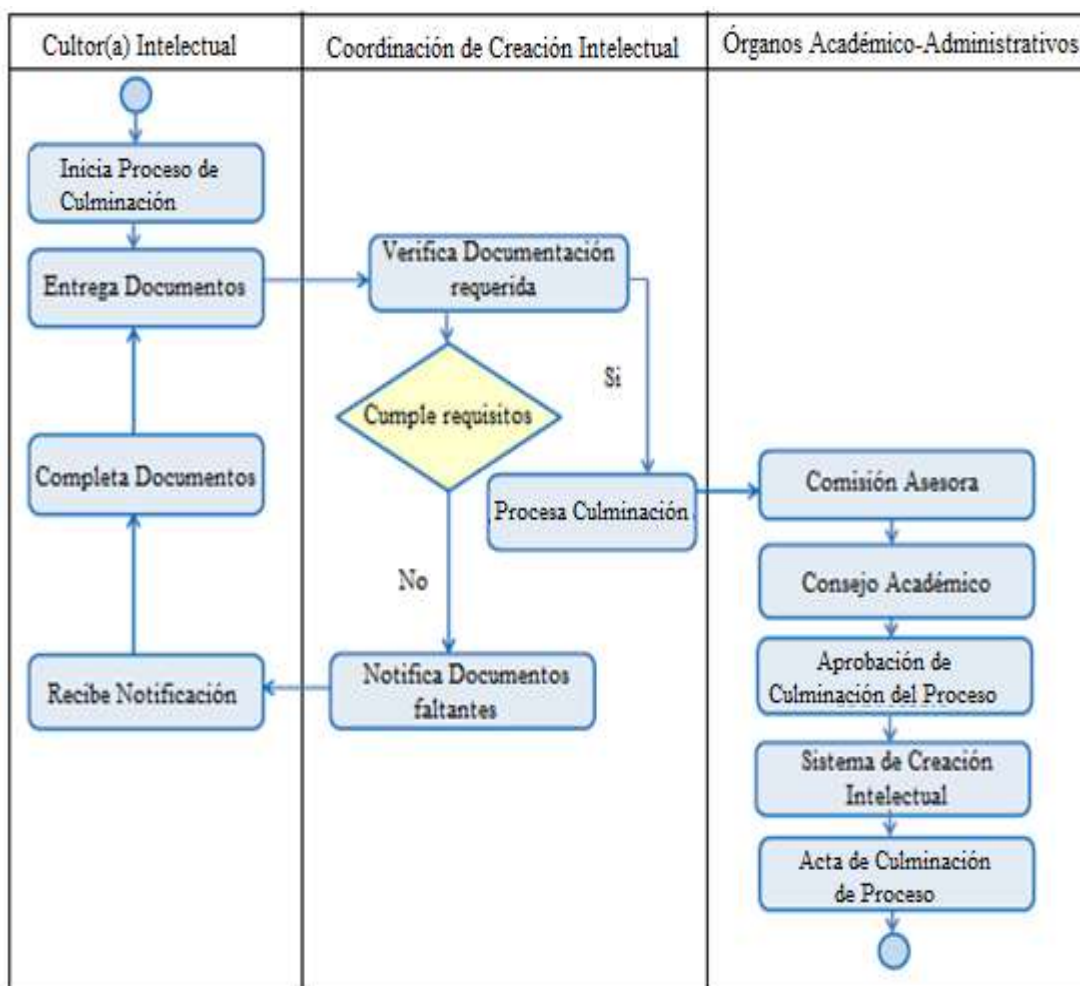 Cultor(a) Intelectual
Coordinación de Creación Intelectual
Órganos Académico-Administrativos
Inicia Proceso de
Culminación
Entrega Documentos
Completa Documentos
Recibe Notificación
Verifica Documentación
requerida
Si
Cumple requisitos
Procesa Culminación
No
Notifica Documentos
faltantes
Comisión Asesora
Consejo Académico
Aprobación de
Culminación del Proceso
Sistema de Creación
Intelectual
Acta de Culminación
de Proceso